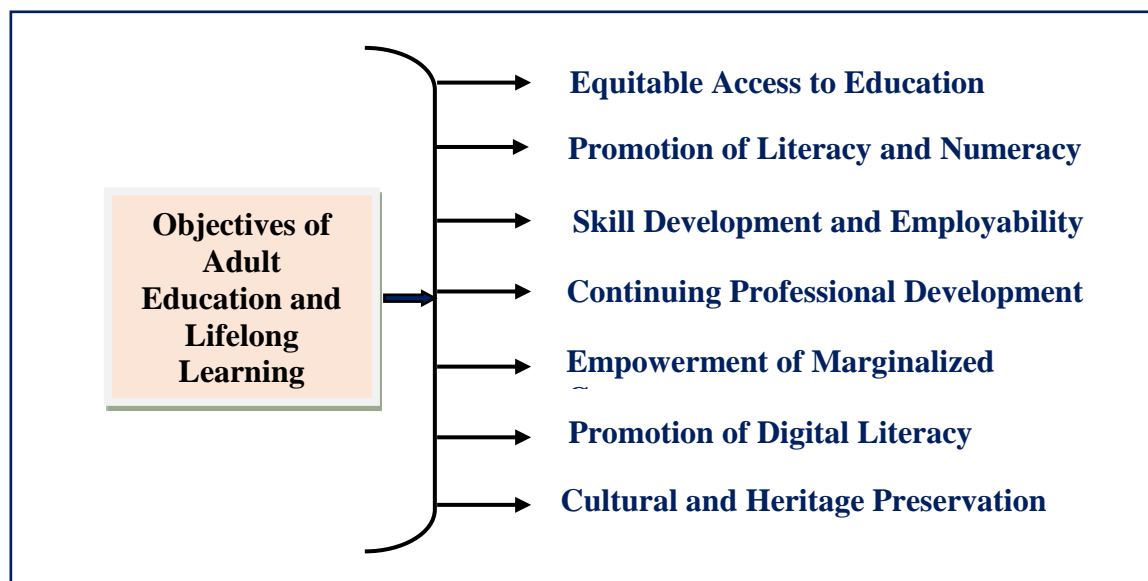 Objectives of
Adult
Education and
Lifelong
Learning
Equitable Access to Education
Promotion of Literacy and Numeracy
Skill Development and Employability
Continuing Professional Development
Empowerment of Marginalized
Promotion of Digital Literacy
Cultural and Heritage Preservation